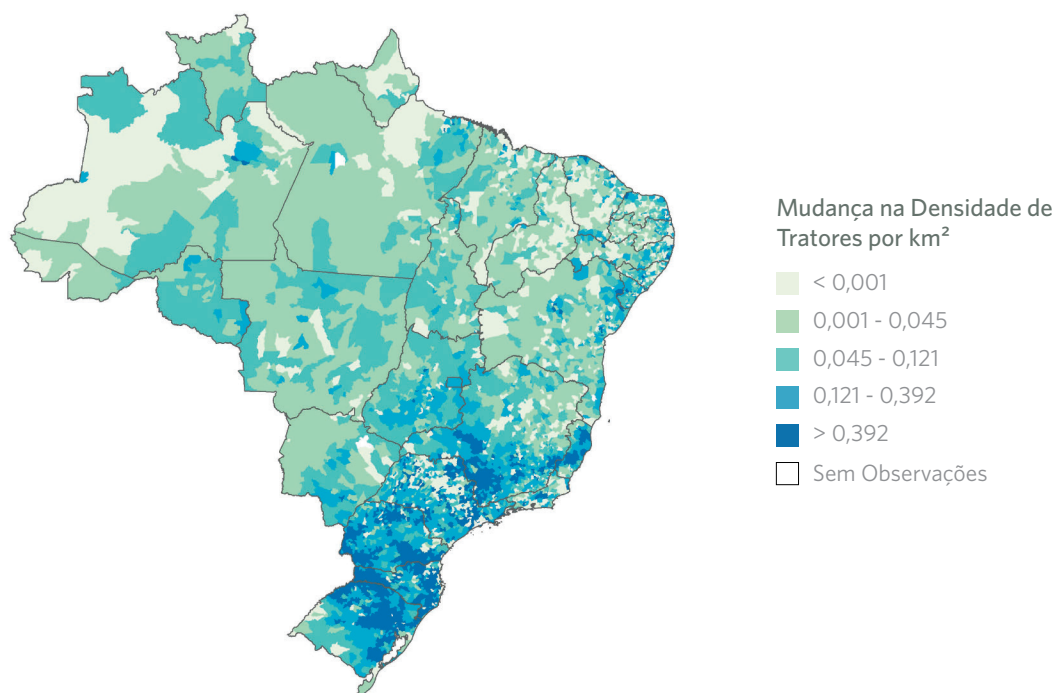 Mudança na Densidade de
Tratores por km²
< 0,001
0,001 - 0,045
0,045 - 0,121
0,121 - 0,392
> 0,392
Sem Observações